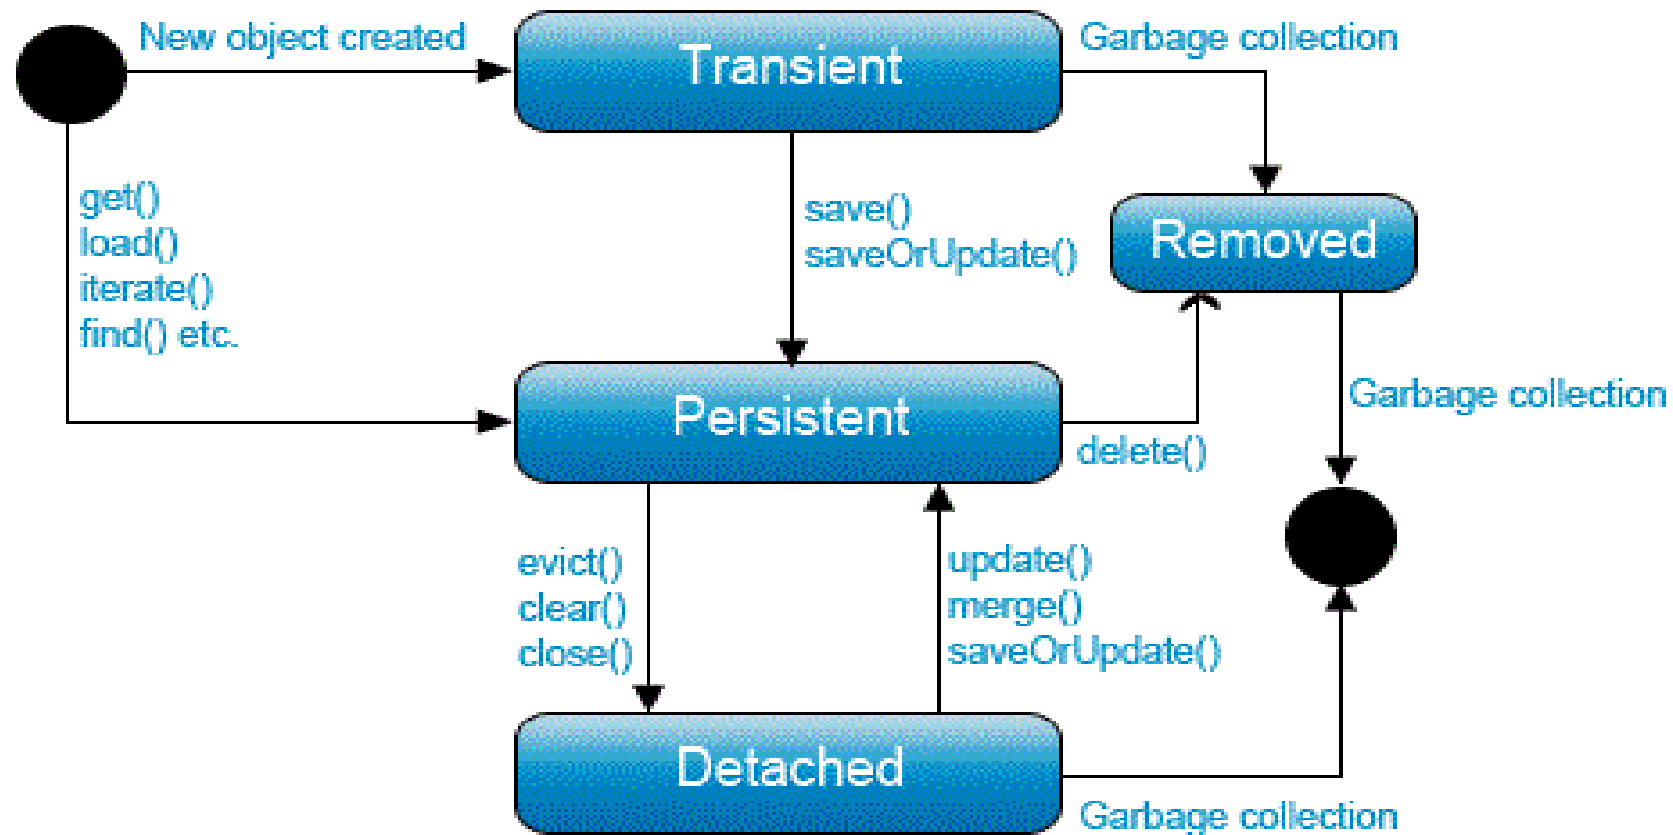 New object created
Transient
Garbage collection
get()
load()
iterate()
find() etc.
save()
saveOrUpdate()
Removed
Persistent
delete()
Garbage collection
evict()
clear()
close()
update()
merge()
saveOrUpdate()
Detached
Garbage collection